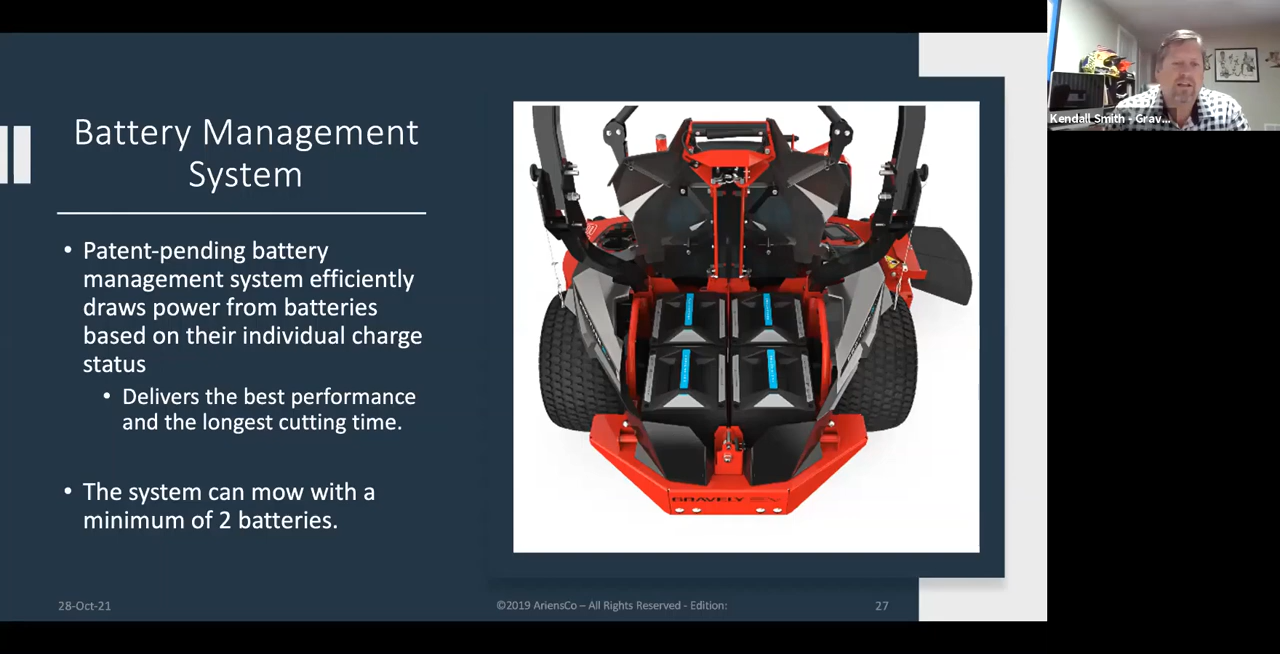 Battery Management
System
• Patent-pending battery
management system efficiently
draws power from batteries
based on their individual charge
status
• Delivers the best performance
and the longest cutting time.
• The system can mow with a
minimum of 2 batteries.
GRAVELY EV
28-Oct-21
©2019 AriensCo – All Rights Reserved - Edition:
27
Kendall Smith - Grav...